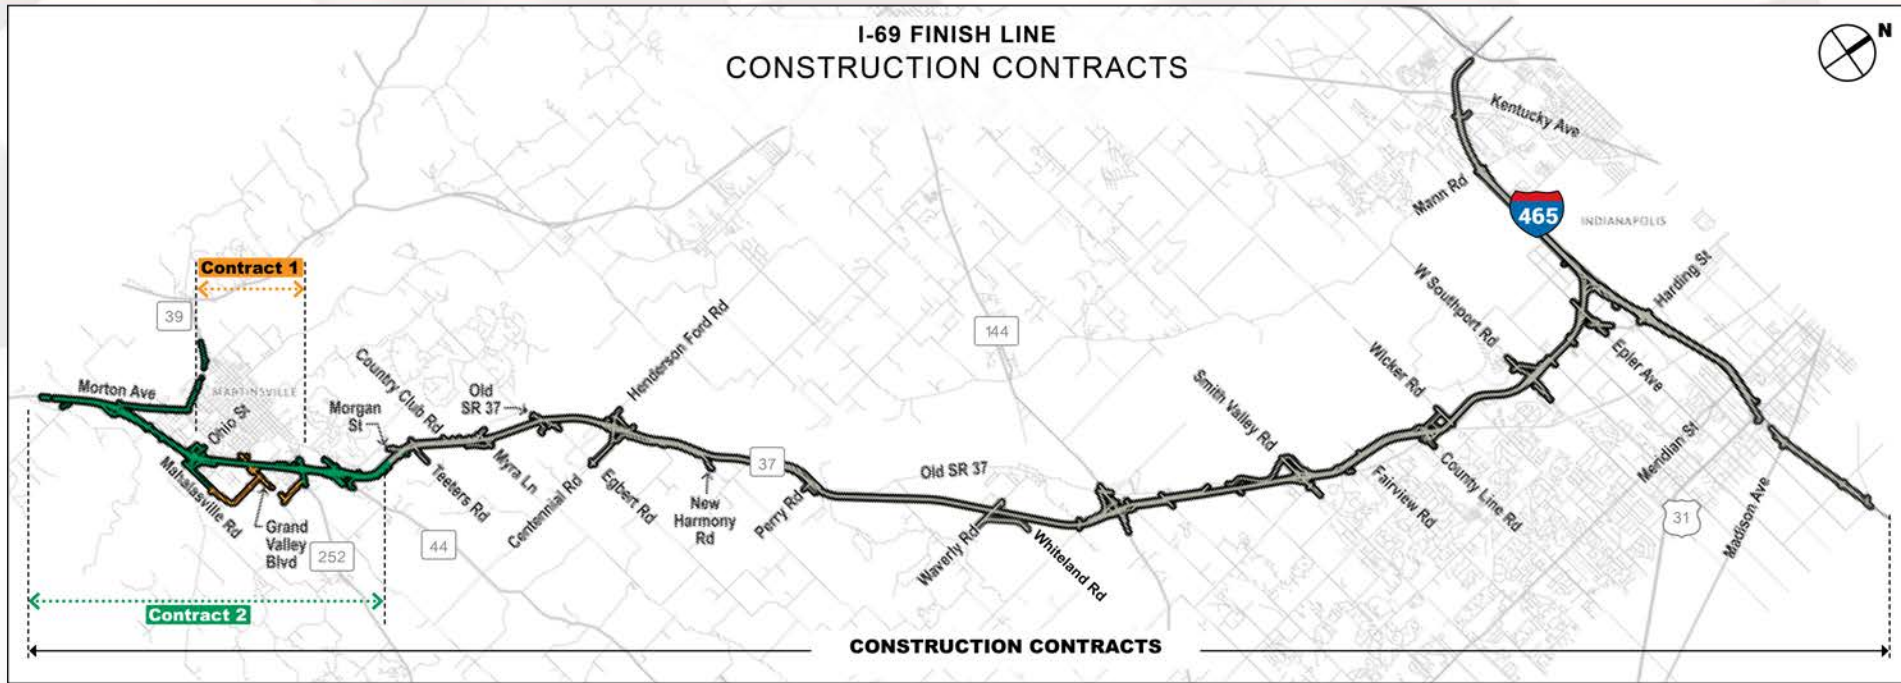 I-69 FINISH LINE
CONSTRUCTION CONTRACTS
N
Kentucky Ave
Mann Rd
465
INDIANAPOLIS
Harding St
W Southport Rd
Epler Ave
Wicker Rd
Smith Valley Rd
Meridian St
31
Madison Ave
County Line Rd
Fairview Rd
144
Contract 1
39
Morton Ave
MARTINSVILLE
Ohio St
Morgan
St
Country Club Rd
Old
SR 37
Henderson Ford Rd
Mahalasville Rd
Grand
Valley
Blvd
252
44
Teeters Rd
Myra Ln
Centennial Rd
Egbert Rd
New
Harmony
Rd
37
Perry Rd
Old SR 37
Waverly Rd
Whiteland Rd
Contract 2
CONSTRUCTION CONTRACTS